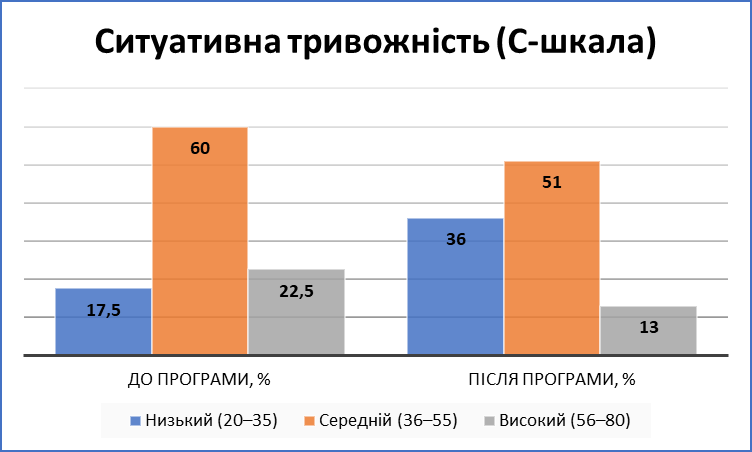 Ситуативна тривожність (С-шкала)
60
51
36
22,5
17,5
13
ДО ПРОГРАМИ, %
ПІСЛЯ ПРОГРАМИ, %
Низький (20–35)
Середній (36–55)
Високий (56–80)